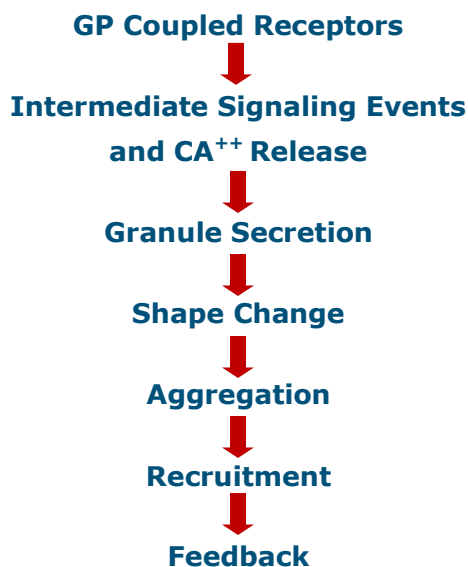 GP Coupled Receptors
Intermediate Signaling Events
and CA⁺⁺ Release
Granule Secretion
Shape Change
Aggregation
Recruitment
Feedback